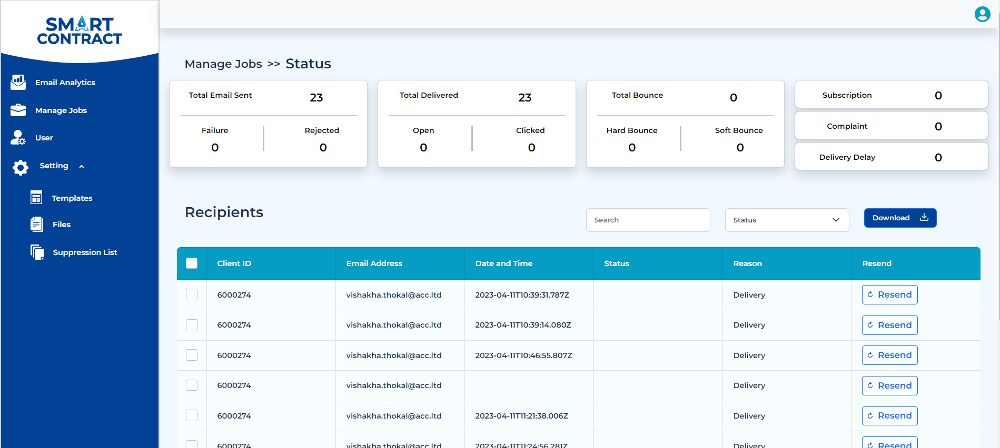 SMART
CONTRACT
Email Analytics
Manage Jobs
User
Setting
Templates
Files
Suppression List
Manage Jobs >> Status
Total Email Sent 23
Failure Rejected
0 0
Total Delivered 23
Open Clicked
0 0
Total Bounce 0
Hard Bounce Soft Bounce
0 0
Subscription 0
Complaint 0
Delivery Delay 0
Recipients
Search
Status
Download
Client ID Email Address Date and Time Status Reason Resend
6000274 vishakha.thokal@acc.ltd 2023-04-11T10:39:31.787Z Delivery Resend
6000274 vishakha.thokal@acc.ltd 2023-04-11T10:39:14.080Z Delivery Resend
6000274 vishakha.thokal@acc.ltd 2023-04-11T10:46:55.807Z Delivery Resend
6000274 vishakha.thokal@acc.ltd Delivery Resend
6000274 vishakha.thokal@acc.ltd 2023-04-11T11:21:38.006Z Delivery Resend
6000274 vishakha.thokal@acc.ltd 2023-04-11T11:24:56.281Z Delivery Resend